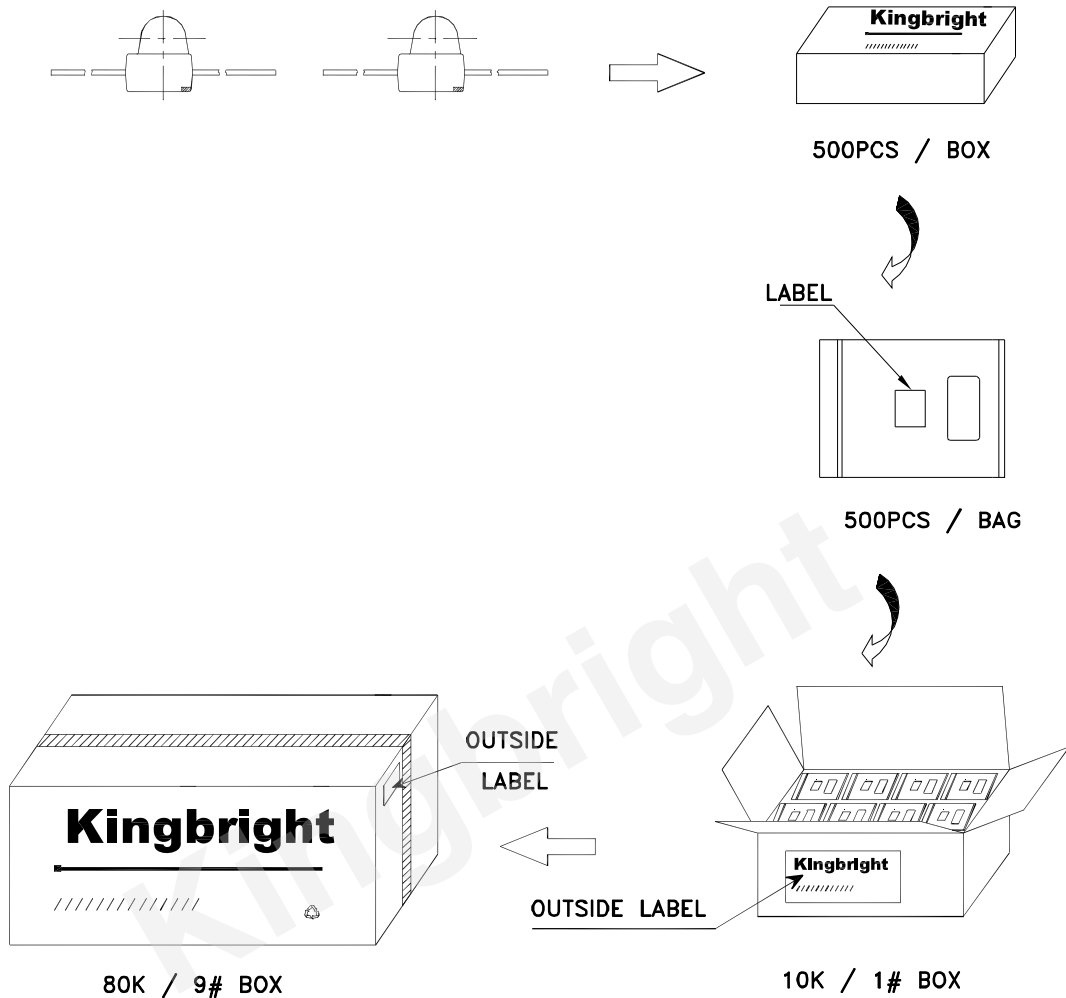 Kingbright
500PCS / BOX
LABEL
500PCS / BAG
Kingbright
OUTSIDE
LABEL
Kingbright
Kingbright
OUTSIDE LABEL
80K / 9# BOX
10K / 1# BOX